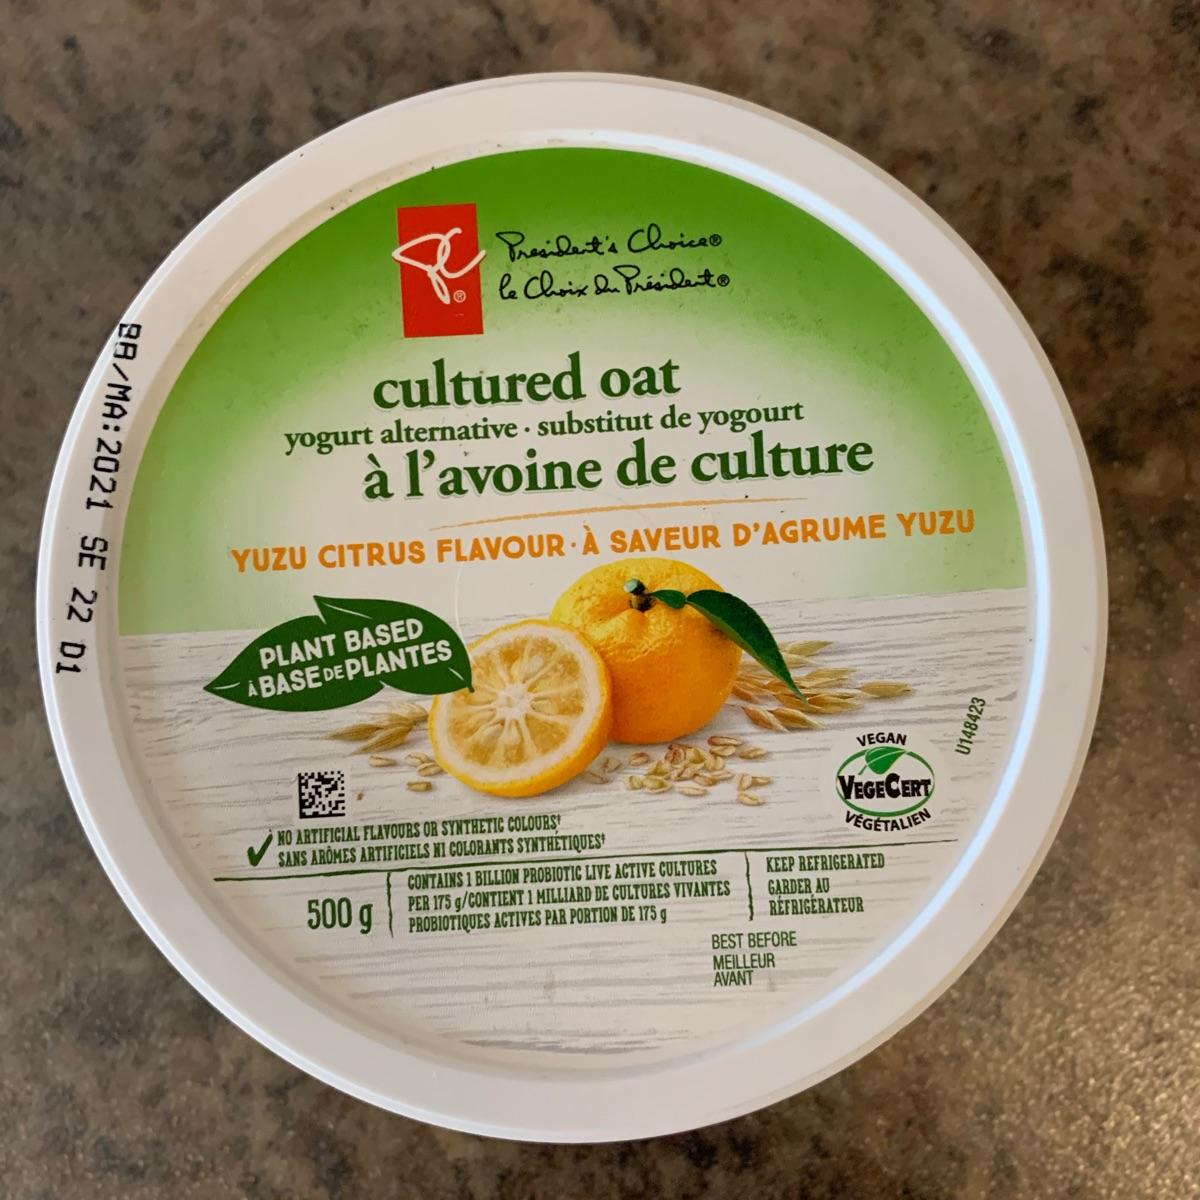 President's Choice®
le Choix du Président®
PC®
cultured oat
yogurt alternative · substitut de yogourt
à l'avoine de culture
YUZU CITRUS FLAVOUR · À SAVEUR D'AGRUME YUZU
PLANT BASED
À BASE DE PLANTES
BB/MA:2021 SE 22 D1
U148423
VEGAN
VEGECERT
VÉGÉTALIEN
NO ARTIFICIAL FLAVOURS OR SYNTHETIC COLOURS‡
SANS ARÔMES ARTIFICIELS NI COLORANTS SYNTHÉTIQUES‡
500 g
CONTAINS 1 BILLION PROBIOTIC LIVE ACTIVE CULTURES
PER 175 g/CONTIENT 1 MILLIARD DE CULTURES VIVANTES
PROBIOTIQUES ACTIVES PAR PORTION DE 175 g
KEEP REFRIGERATED
GARDER AU
RÉFRIGÉRATEUR
BEST BEFORE
MEILLEUR
AVANT